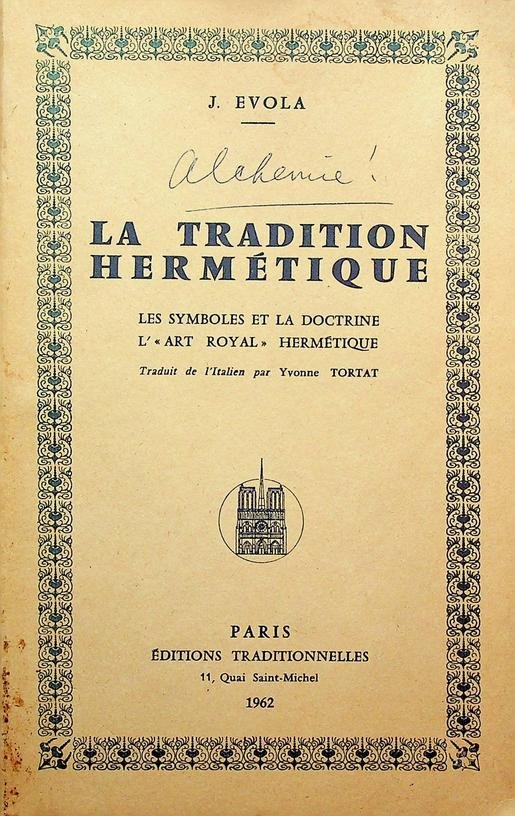 J. EVOLA
Alchemie !
LA TRADITION
HERMÉTIQUE
LES SYMBOLES ET LA DOCTRINE
L' « ART ROYAL » HERMÉTIQUE
Traduit de l'Italien par Yvonne TORTAT
PARIS
ÉDITIONS TRADITIONNELLES
11, Quai Saint-Michel
1962